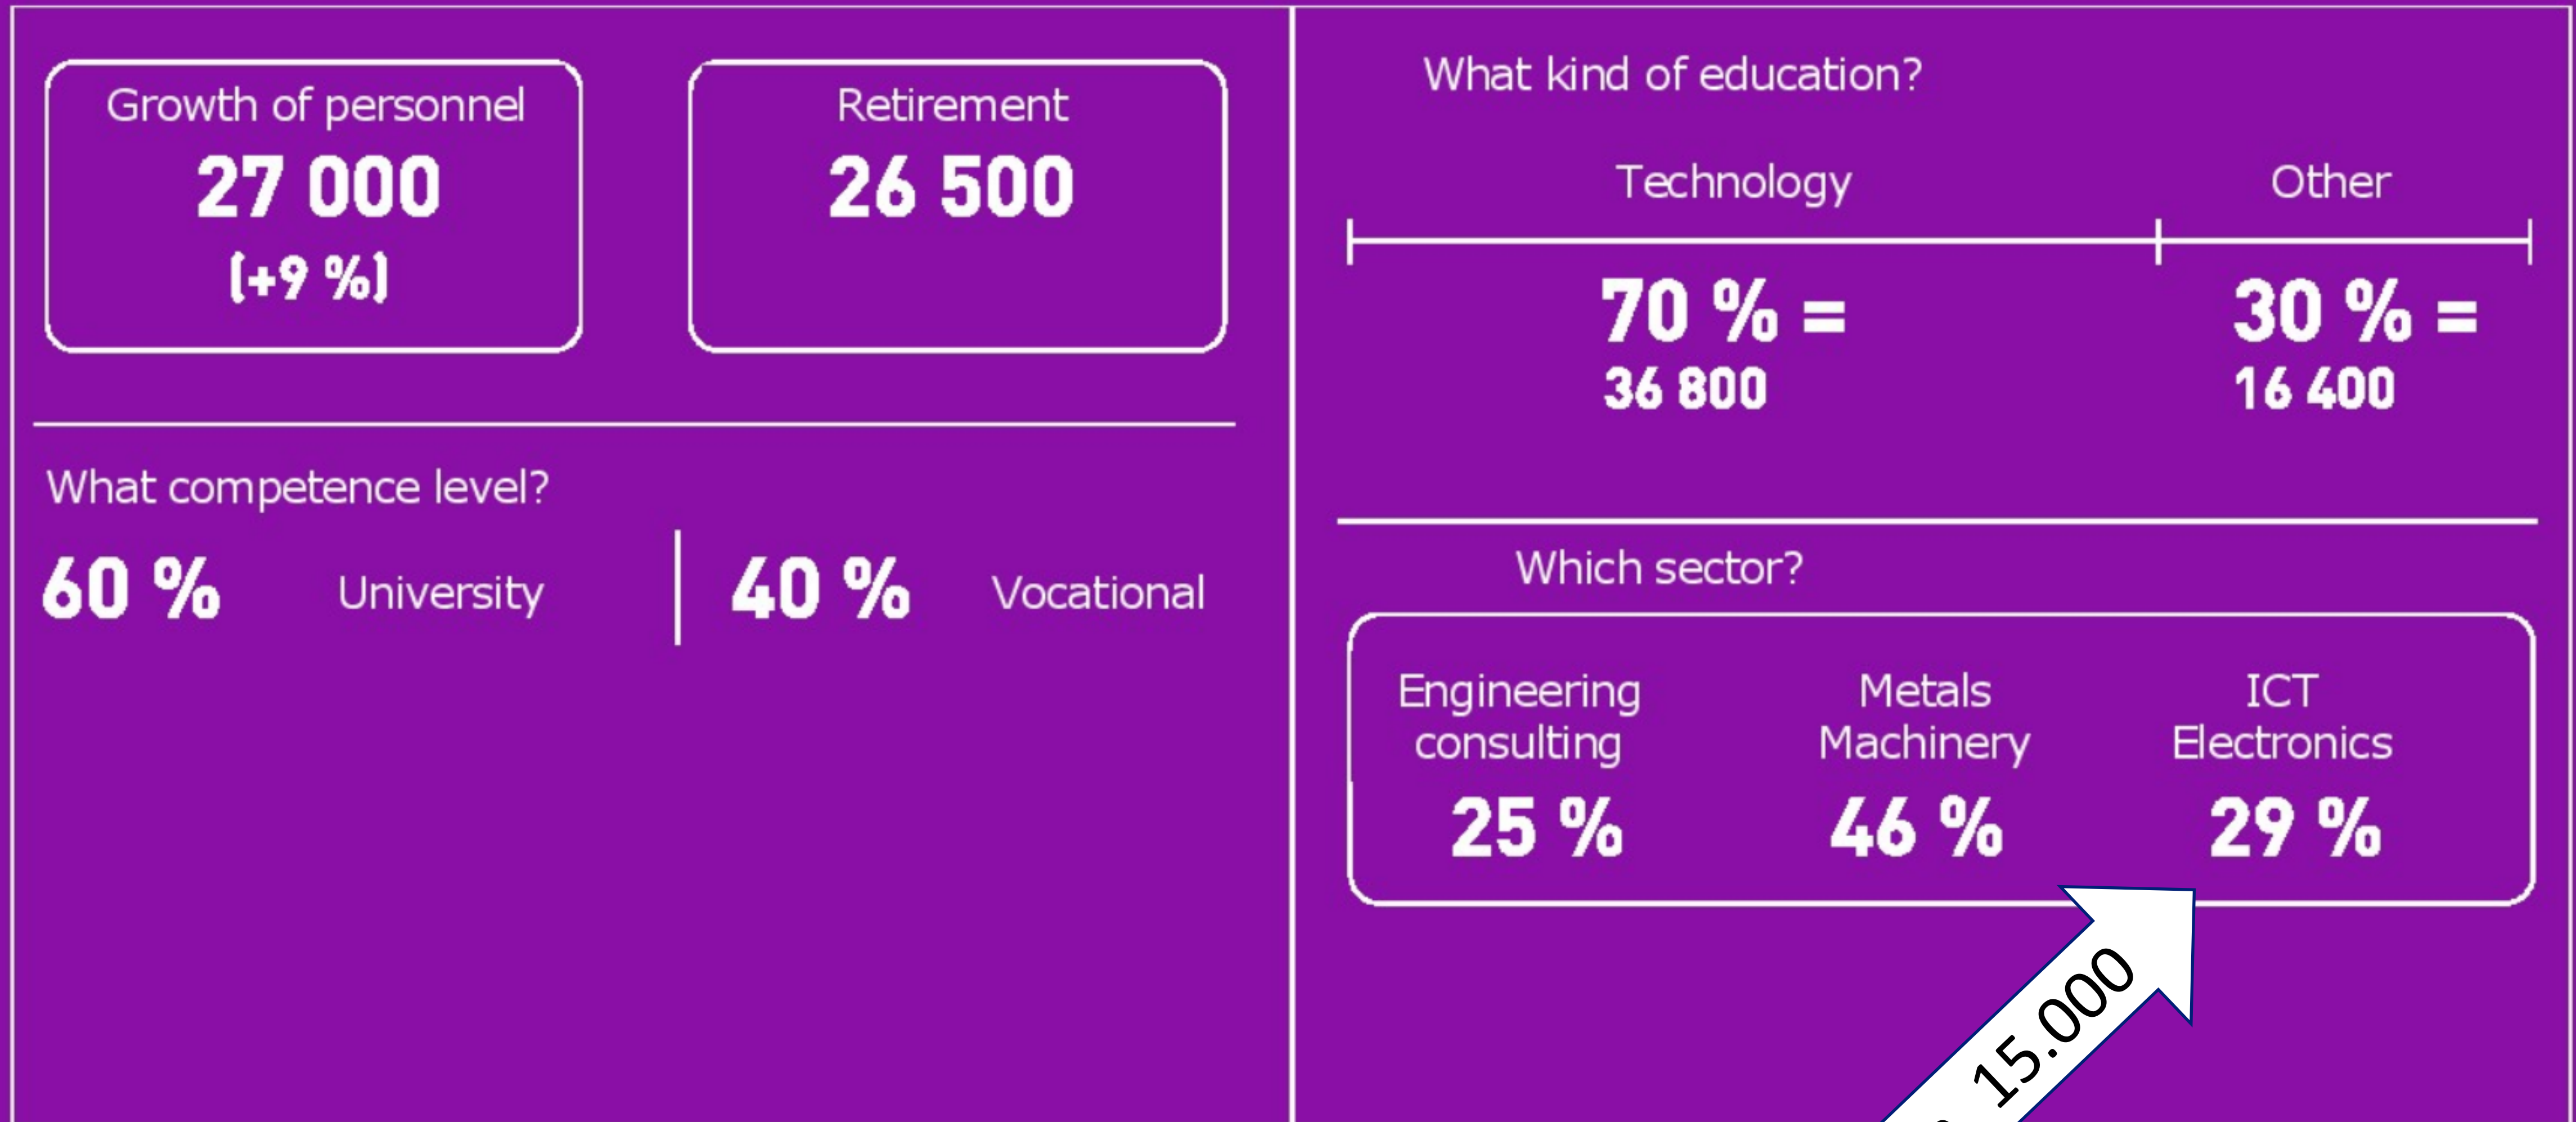 Growth of personnel
27 000
(+9 %)
Retirement
26 500
What competence level?
60 % University
40 % Vocational
What kind of education?
Technology
Other
70 % =
36 800
30 % =
16 400
Which sector?
Engineering
consulting
25 %
Metals
Machinery
46 %
ICT
Electronics
29 %
15.000